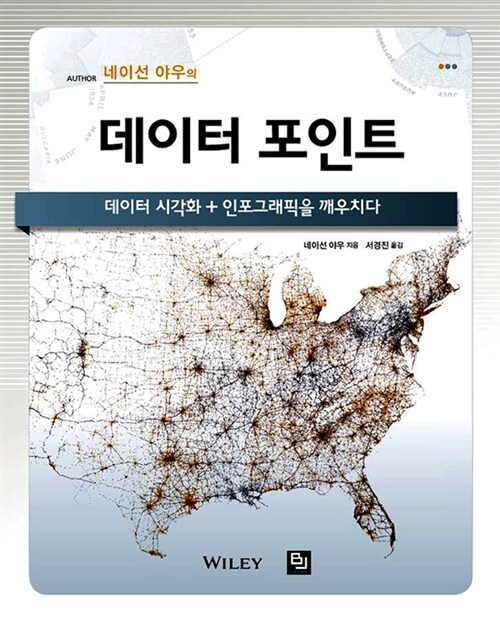 AUTHOR 네이선 야우의
데이터 포인트
데이터 시각화 + 인포그래픽을 깨우치다
네이선 야우 지음 서경진 옮김
WILEY BJ